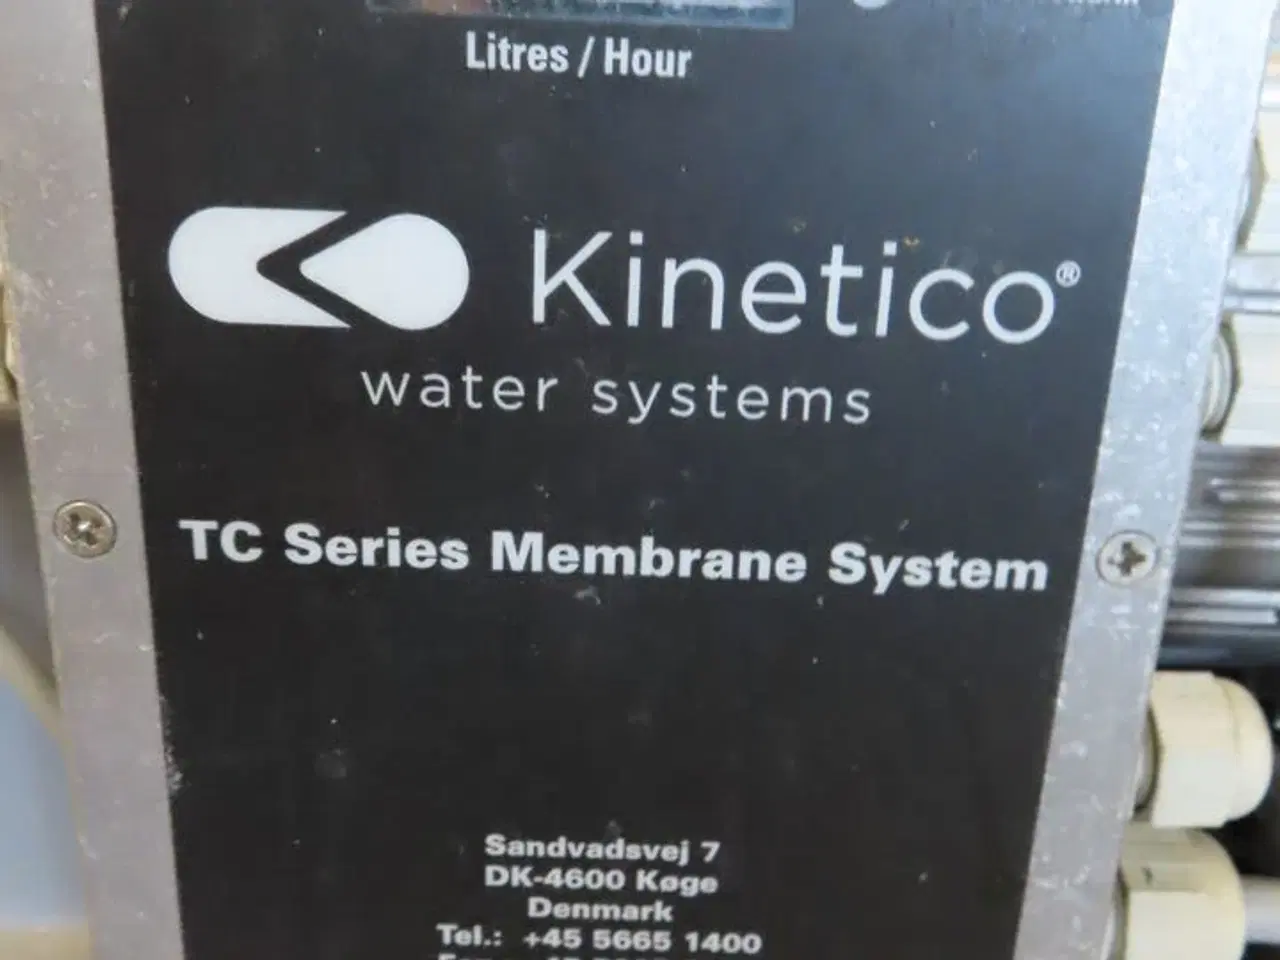 Litres / Hour
Kinetico®
water systems
TC Series Membrane System
Sandvadsvej 7
DK-4600 Køge
Denmark
Tel.: +45 5665 1400